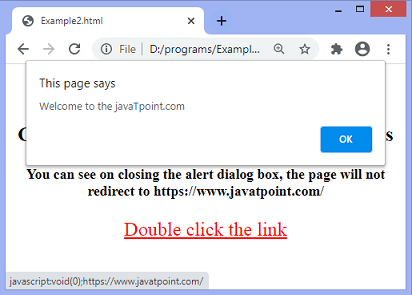 Example2.html
File | D:/programs/Exampl...
This page says
Welcome to the javaTpoint.com
OK
You can see on closing the alert dialog box, the page will not
redirect to https://www.javatpoint.com/
Double click the link
javascript:void(0);https://www.javatpoint.com/